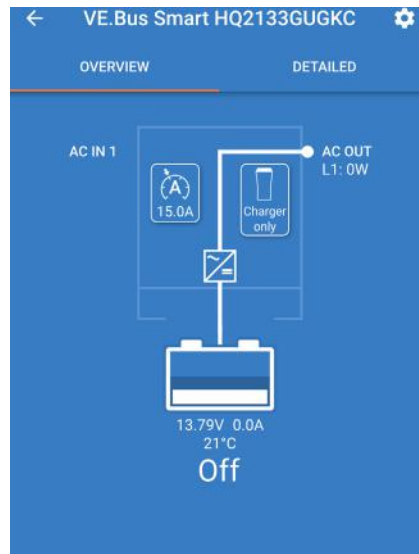 VE.Bus Smart HQ2133GUGKC
OVERVIEW
DETAILED
AC IN 1
AC OUT
L1: 0W
A
15.0A
Charger
only
13.79V 0.0A
21°C
Off